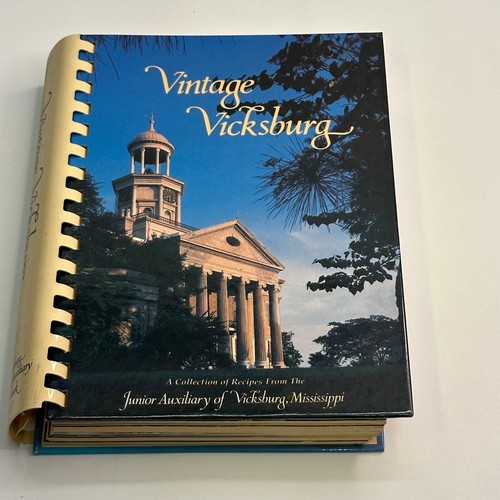 Vintage
Vicksburg
A Collection of Recipes From The
Junior Auxiliary of Vicksburg, Mississippi